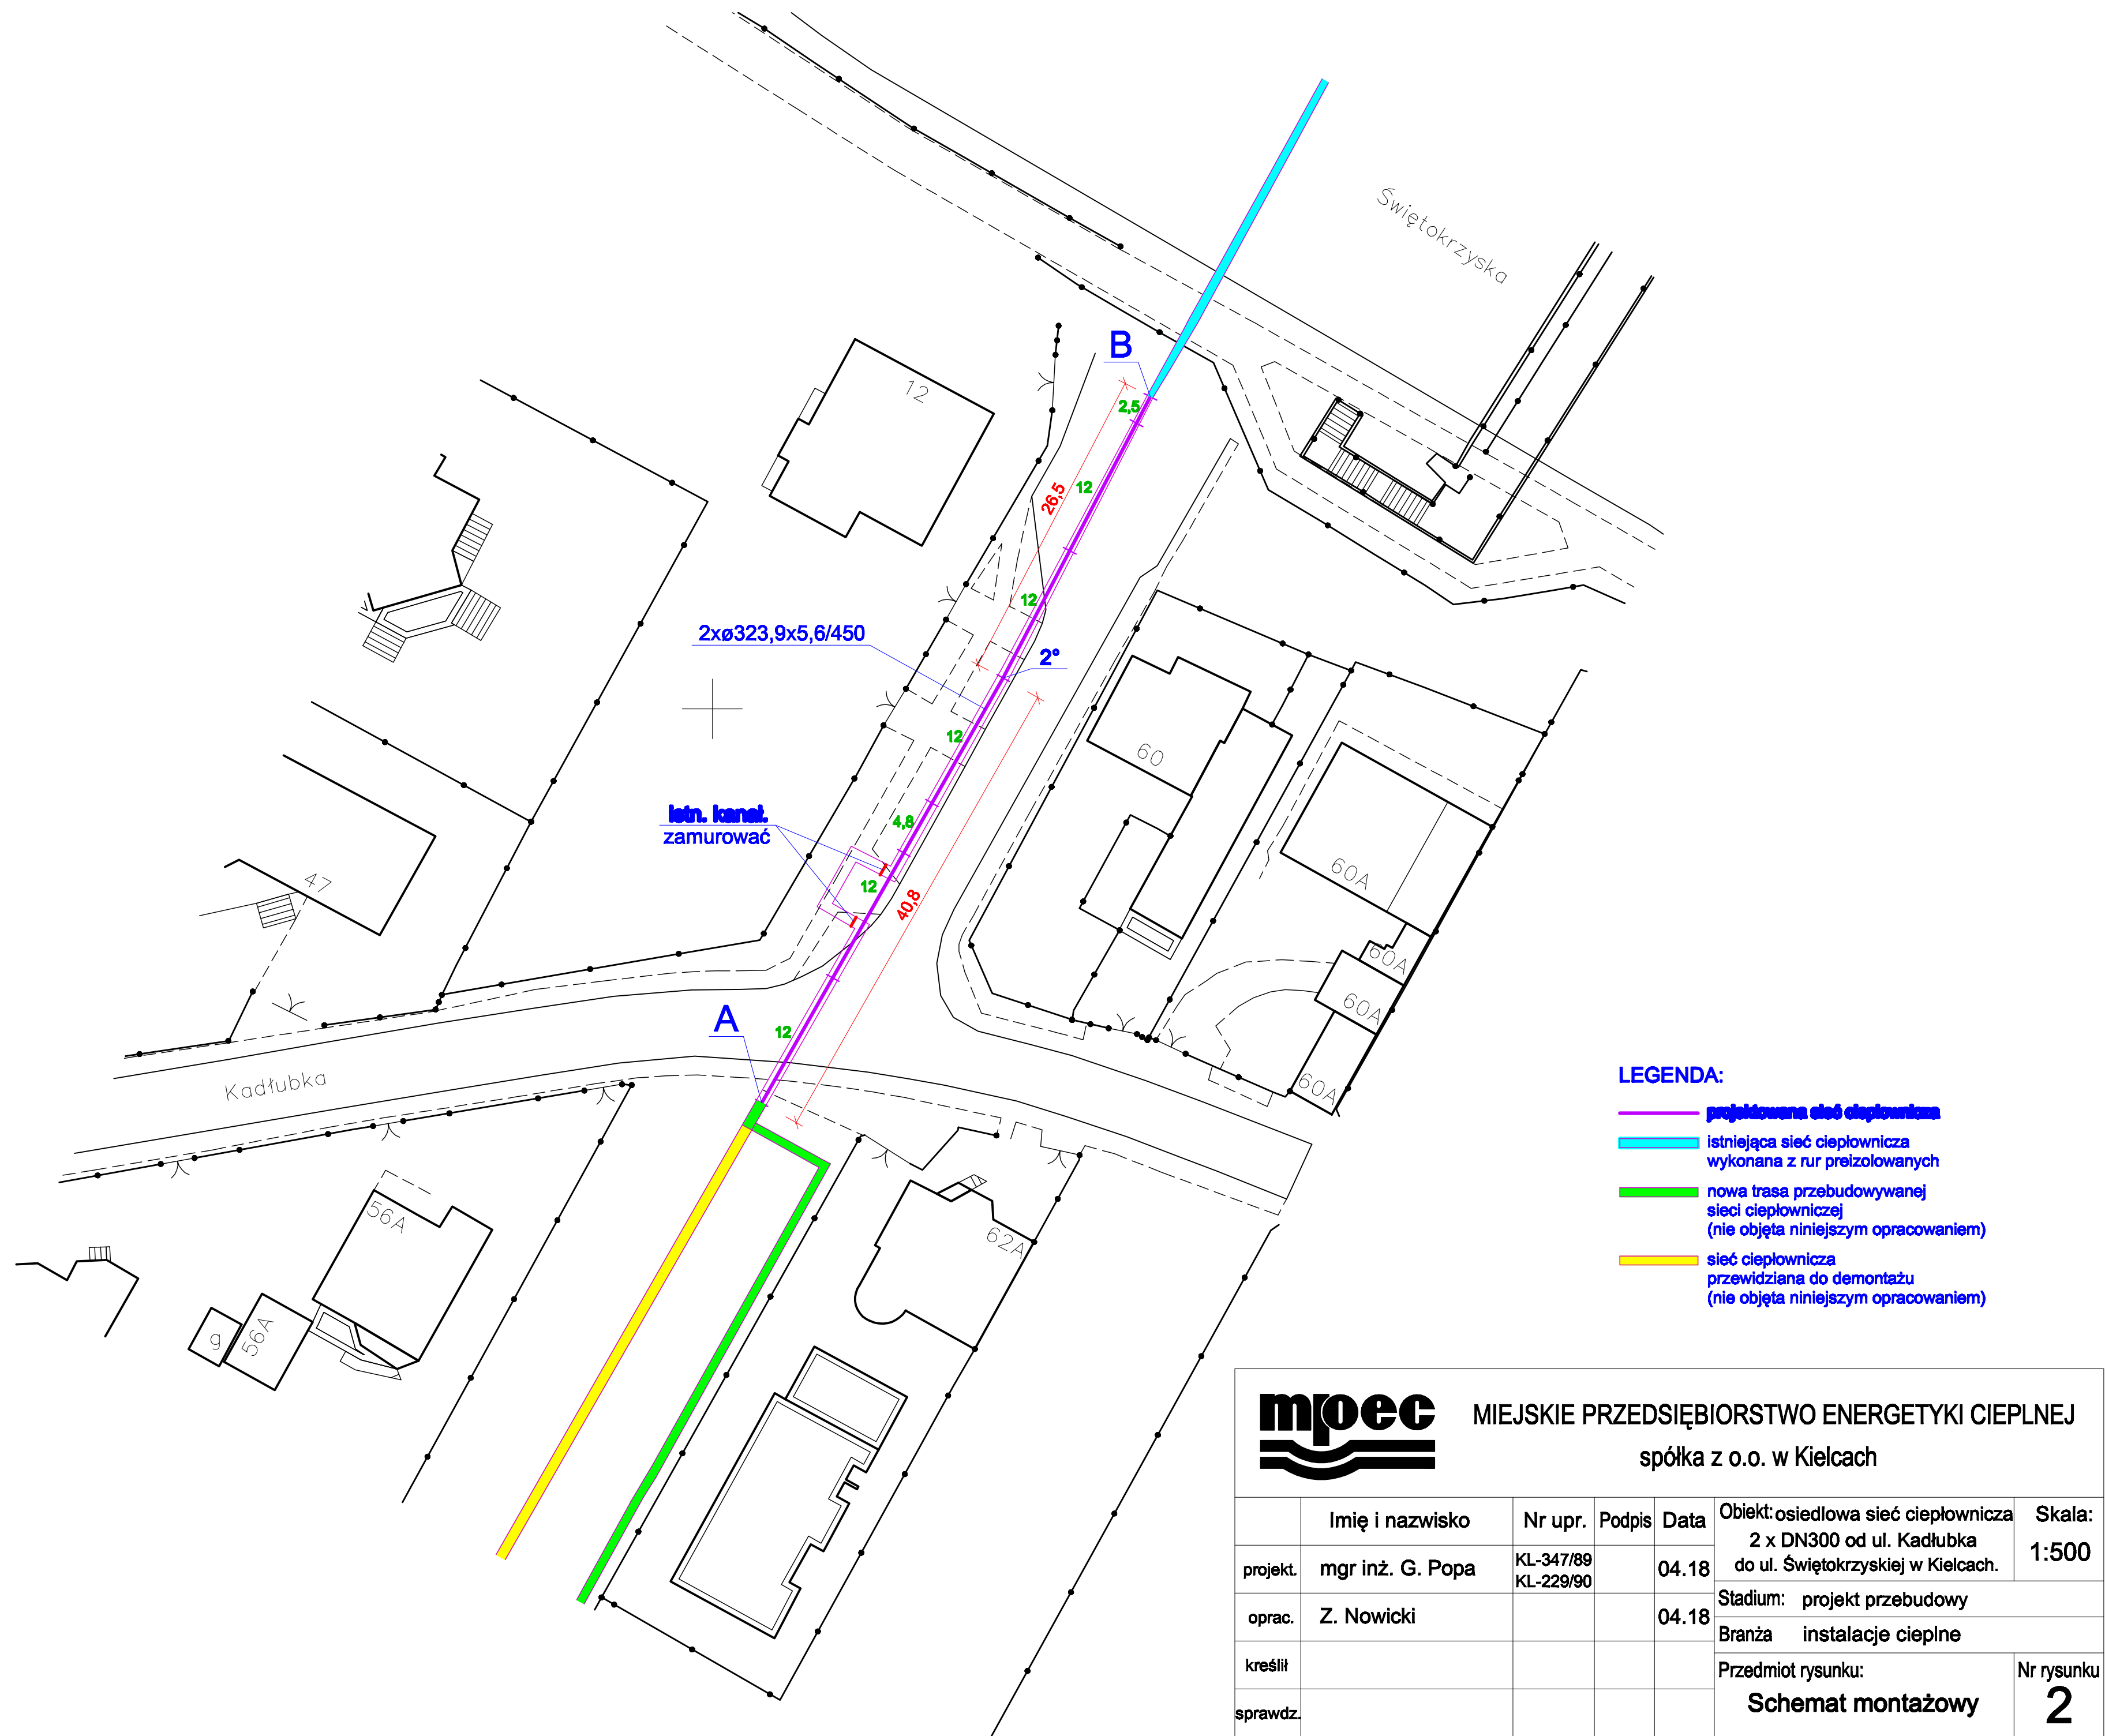 Świętokrzyska
B
12
2,5
12
26,5
12
2xø323,9x5,6/450
2°
12
60
istn. kanał.
zamurować
4,8
12
40,8
60A
47
60A
60A
60A
A
12
Kadłubka
56A
62A
g
56A
LEGENDA:
projektowana sieć ciepłownicza
istniejąca sieć ciepłownicza
wykonana z rur preizolowanych
nowa trasa przebudowywanej
sieci ciepłowniczej
(nie objęta niniejszym opracowaniem)
sieć ciepłownicza
przewidziana do demontażu
(nie objęta niniejszym opracowaniem)
mpec
MIEJSKIE PRZEDSIĘBIORSTWO ENERGETYKI CIEPLNEJ
spółka z o.o. w Kielcach
Imię i nazwisko Nr upr. Podpis Data
projekt. mgr inż. G. Popa KL-347/89 04.18
KL-229/90
oprac. Z. Nowicki 04.18
kreślił
sprawdz.
Obiekt: osiedlowa sieć ciepłownicza
2 x DN300 od ul. Kadłubka
do ul. Świętokrzyskiej w Kielcach.
Skala:
1:500
Stadium: projekt przebudowy
Branża instalacje cieplne
Przedmiot rysunku:
Schemat montażowy
Nr rysunku
2